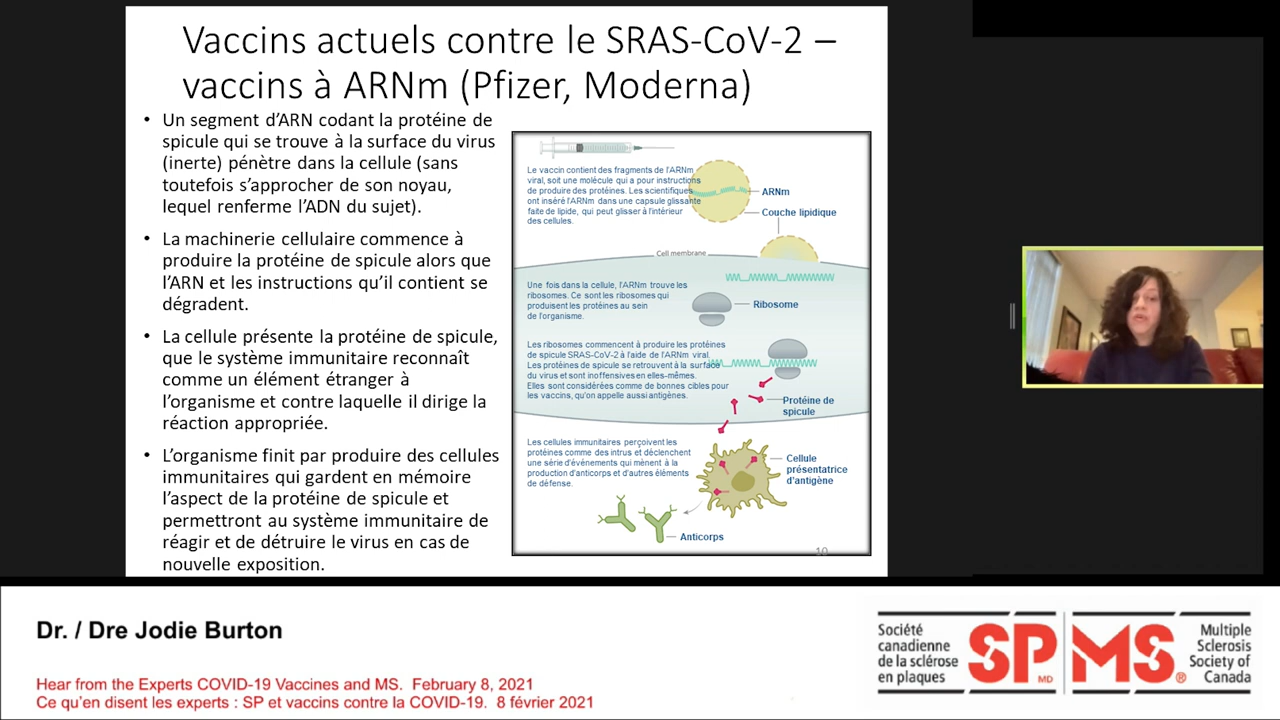 Vaccins actuels contre le SRAS-CoV-2 –
vaccins à ARNm (Pfizer, Moderna)
• Un segment d'ARN codant la protéine de
spicule qui se trouve à la surface du virus
(inerte) pénètre dans la cellule (sans
toutefois s'approcher de son noyau,
lequel renferme l'ADN du sujet).
• La machinerie cellulaire commence à
produire la protéine de spicule alors que
l'ARN et les instructions qu'il contient se
dégradent.
• La cellule présente la protéine de spicule,
que le système immunitaire reconnaît
comme un élément étranger à
l'organisme et contre laquelle il dirige la
réaction appropriée.
• L'organisme finit par produire des cellules
immunitaires qui gardent en mémoire
l'aspect de la protéine de spicule et
permettront au système immunitaire de
réagir et de détruire le virus en cas de
nouvelle exposition.
Le vaccin contient des fragments de l'ARNm
viral, soit une molécule qui a pour instructions
de produire des protéines. Les scientifiques
ont inséré l'ARNm dans une capsule glissante
faite de lipide, qui peut glisser à l'intérieur
des cellules.
ARNm
Couche lipidique
Cell membrane
Une fois dans la cellule, l'ARNm trouve les
ribosomes. Ce sont les ribosomes qui
produisent les protéines au sein
de l'organisme.
Ribosome
Les ribosomes commencent à produire les protéines
de spicule SRAS-CoV-2 à l'aide de l'ARNm viral.
Les protéines de spicule se retrouvent à la surface
du virus et sont inoffensives en elles-mêmes.
Elles sont considérées comme de bonnes cibles pour
les vaccins, qu'on appelle aussi antigènes.
Protéine de
spicule
Les cellules immunitaires perçoivent les
protéines comme des intrus et déclenchent
une série d'événements qui mènent à la
production d'anticorps et d'autres éléments
de défense.
Cellule
présentatrice
d'antigène
Anticorps
10
Dr. / Dre Jodie Burton
Hear from the Experts COVID-19 Vaccines and MS. February 8, 2021
Ce qu'en disent les experts : SP et vaccins contre la COVID-19. 8 février 2021
Société
canadienne
de la sclérose
en plaques
SP
MD
MS
®
Multiple
Sclerosis
Society of
Canada